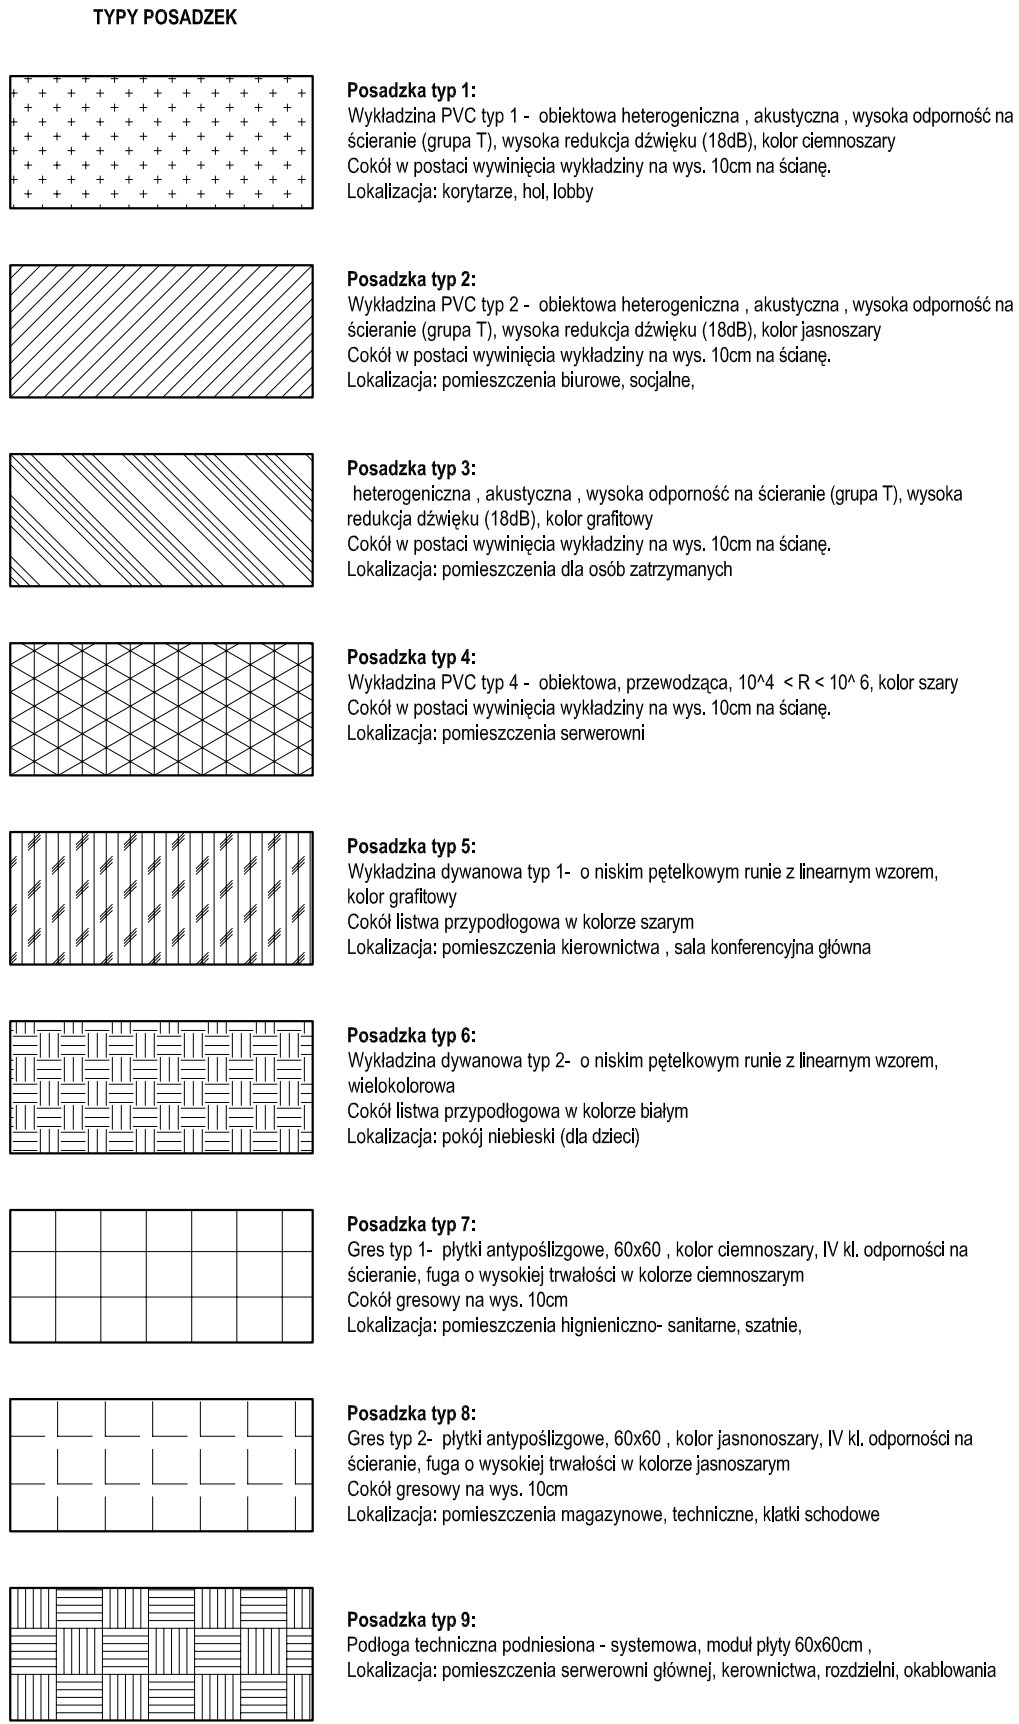 TYPY POSADZEK
Posadzka typ 1:
Wykładzina PVC typ 1 - obiektowa heterogeniczna , akustyczna , wysoka odporność na
ścieranie (grupa T), wysoka redukcja dźwięku (18dB), kolor ciemnoszary
Cokół w postaci wywinięcia wykładziny na wys. 10cm na ścianę.
Lokalizacja: korytarze, hol, lobby
Posadzka typ 2:
Wykładzina PVC typ 2 - obiektowa heterogeniczna , akustyczna , wysoka odporność na
ścieranie (grupa T), wysoka redukcja dźwięku (18dB), kolor jasnoszary
Cokół w postaci wywinięcia wykładziny na wys. 10cm na ścianę.
Lokalizacja: pomieszczenia biurowe, socjalne,
Posadzka typ 3:
heterogeniczna , akustyczna , wysoka odporność na ścieranie (grupa T), wysoka
redukcja dźwięku (18dB), kolor grafitowy
Cokół w postaci wywinięcia wykładziny na wys. 10cm na ścianę.
Lokalizacja: pomieszczenia dla osób zatrzymanych
Posadzka typ 4:
Wykładzina PVC typ 4 - obiektowa, przewodząca, 10^4 < R < 10^ 6, kolor szary
Cokół w postaci wywinięcia wykładziny na wys. 10cm na ścianę.
Lokalizacja: pomieszczenia serwerowni
Posadzka typ 5:
Wykładzina dywanowa typ 1- o niskim pętelkowym runie z linearnym wzorem,
kolor grafitowy
Cokół listwa przypodłogowa w kolorze szarym
Lokalizacja: pomieszczenia kierownictwa , sala konferencyjna główna
Posadzka typ 6:
Wykładzina dywanowa typ 2- o niskim pętelkowym runie z linearnym wzorem,
wielokolorowa
Cokół listwa przypodłogowa w kolorze białym
Lokalizacja: pokój niebieski (dla dzieci)
Posadzka typ 7:
Gres typ 1- płytki antypoślizgowe, 60x60 , kolor ciemnoszary, IV kl. odporności na
ścieranie, fuga o wysokiej trwałości w kolorze ciemnoszarym
Cokół gresowy na wys. 10cm
Lokalizacja: pomieszczenia hignieniczno- sanitarne, szatnie,
Posadzka typ 8:
Gres typ 2- płytki antypoślizgowe, 60x60 , kolor jasnonoszary, IV kl. odporności na
ścieranie, fuga o wysokiej trwałości w kolorze jasnoszarym
Cokół gresowy na wys. 10cm
Lokalizacja: pomieszczenia magazynowe, techniczne, klatki schodowe
Posadzka typ 9:
Podłoga techniczna podniesiona - systemowa, moduł płyty 60x60cm ,
Lokalizacja: pomieszczenia serwerowni głównej, kerownictwa, rozdzielni, okablowania